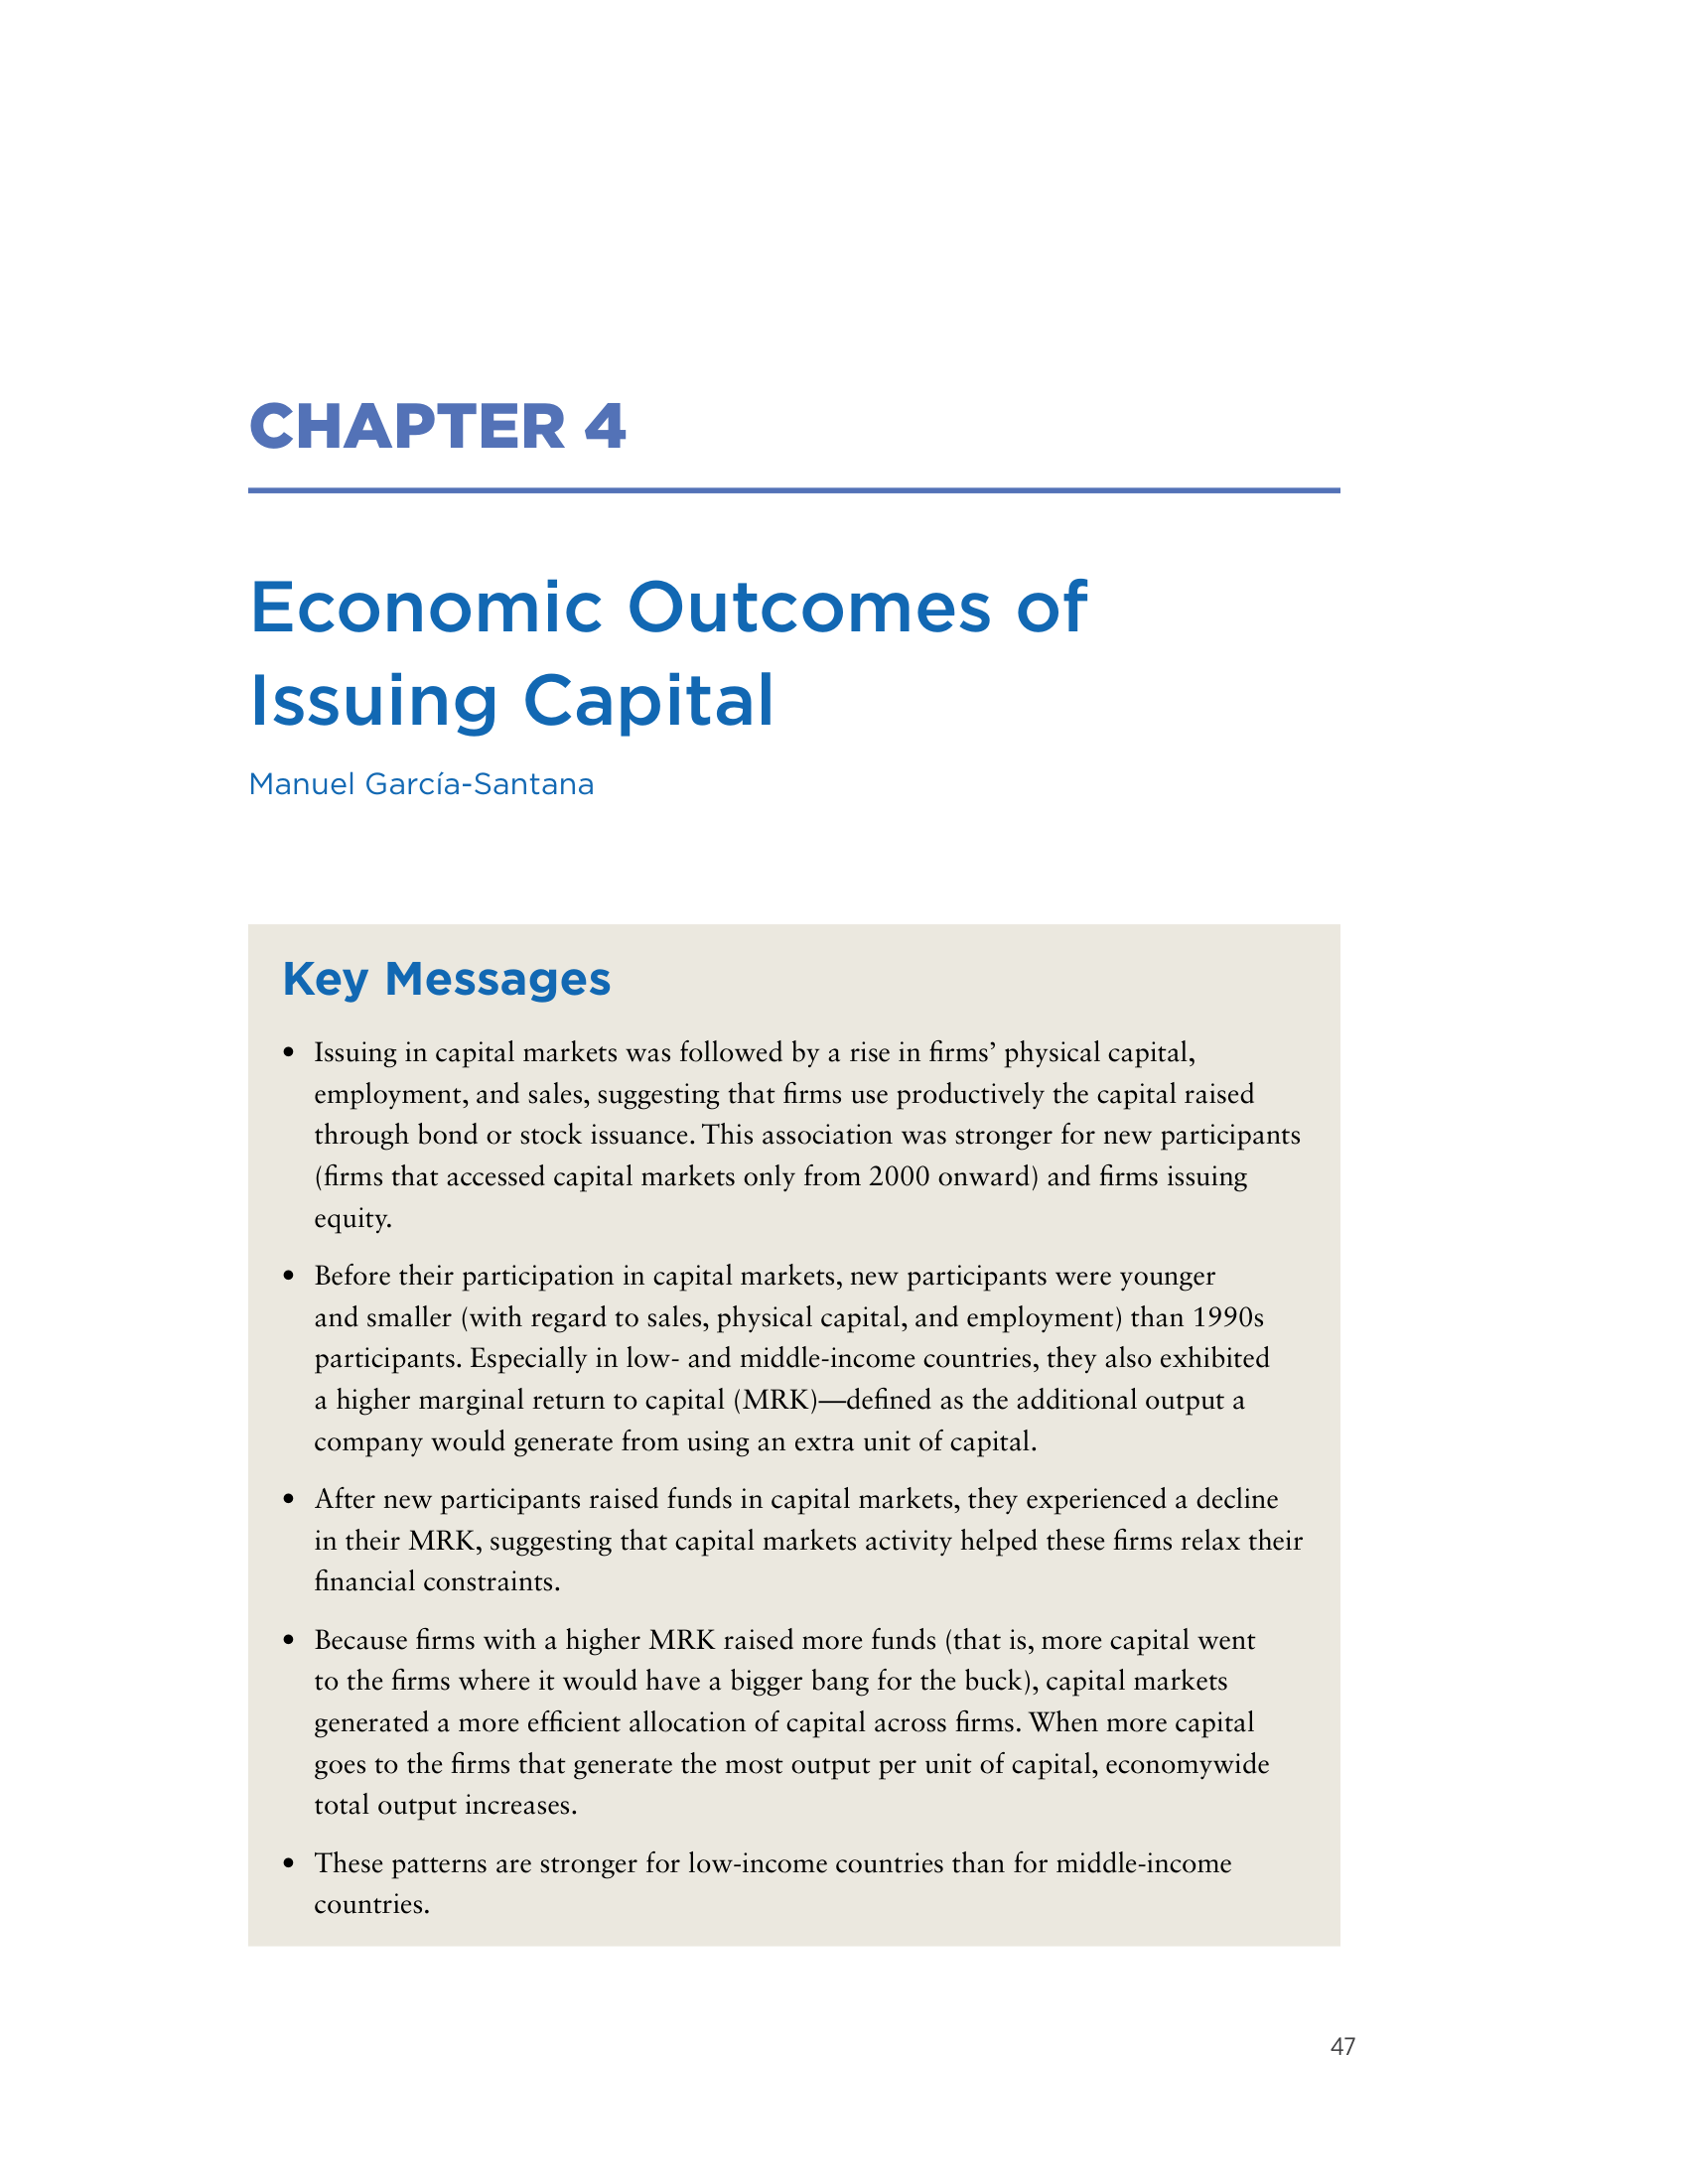 CHAPTER 4
Economic Outcomes of
Issuing Capital
Manuel García-Santana
Key Messages
• Issuing in capital markets was followed by a rise in firms’ physical capital,
employment, and sales, suggesting that firms use productively the capital raised
through bond or stock issuance. This association was stronger for new participants
(firms that accessed capital markets only from 2000 onward) and firms issuing
equity.
• Before their participation in capital markets, new participants were younger
and smaller (with regard to sales, physical capital, and employment) than 1990s
participants. Especially in low- and middle-income countries, they also exhibited
a higher marginal return to capital (MRK)—defined as the additional output a
company would generate from using an extra unit of capital.
• After new participants raised funds in capital markets, they experienced a decline
in their MRK, suggesting that capital markets activity helped these firms relax their
financial constraints.
• Because firms with a higher MRK raised more funds (that is, more capital went
to the firms where it would have a bigger bang for the buck), capital markets
generated a more efficient allocation of capital across firms. When more capital
goes to the firms that generate the most output per unit of capital, economywide
total output increases.
• These patterns are stronger for low-income countries than for middle-income
countries.
47